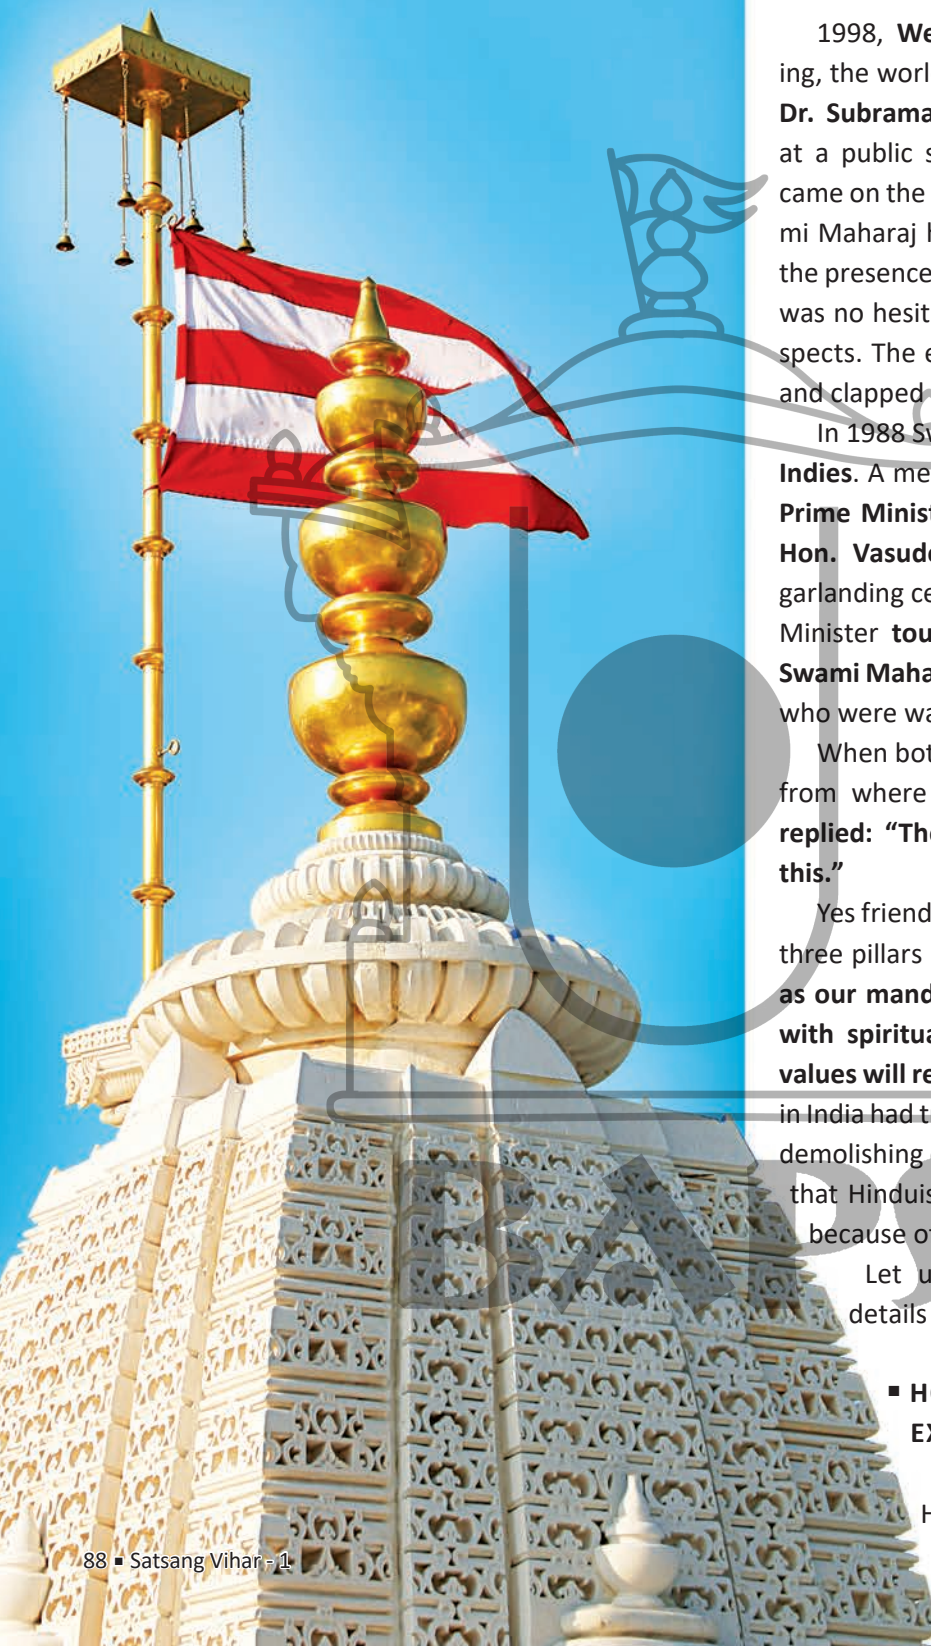 1998, We
ing, the worl
Dr. Subrama
at a public s
came on the
mi Maharaj h
the presence
was no hesit
spects. The e
and clapped
In 1988 Sw
Indies. A me
Prime Minist
Hon. Vasude
garlanding ce
Minister tou
Swami Maha
who were wa
When bot
from where
replied: “The
this.”
Yes friend
three pillars
as our mand
with spiritua
values will re
in India had t
demolishing
that Hinduis
because of
Let u
details
▪ H
EX
H
88 ▪ Satsang Vihar - 1
BAP